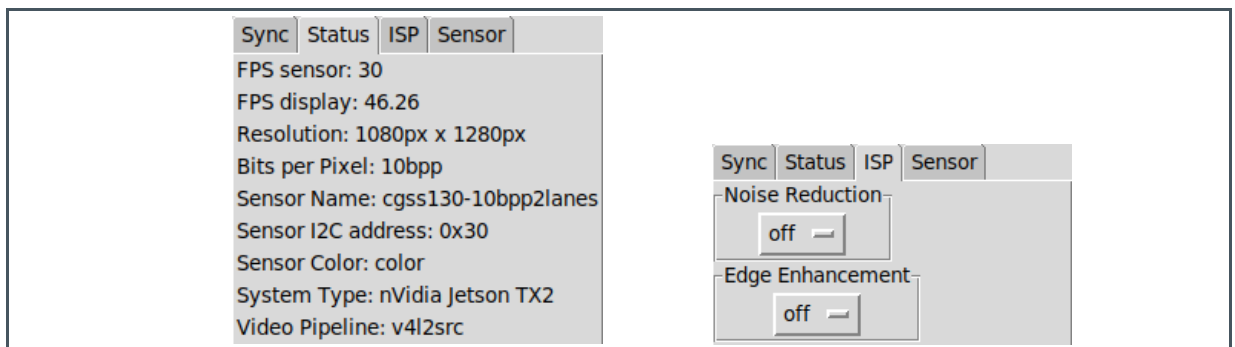 Sync Status ISP Sensor
FPS sensor: 30
FPS display: 46.26
Resolution: 1080px x 1280px
Bits per Pixel: 10bpp
Sensor Name: cgss130-10bpp2lanes
Sensor I2C address: 0x30
Sensor Color: color
System Type: nVidia Jetson TX2
Video Pipeline: v4l2src
Sync Status ISP Sensor
Noise Reduction
off
Edge Enhancement
off